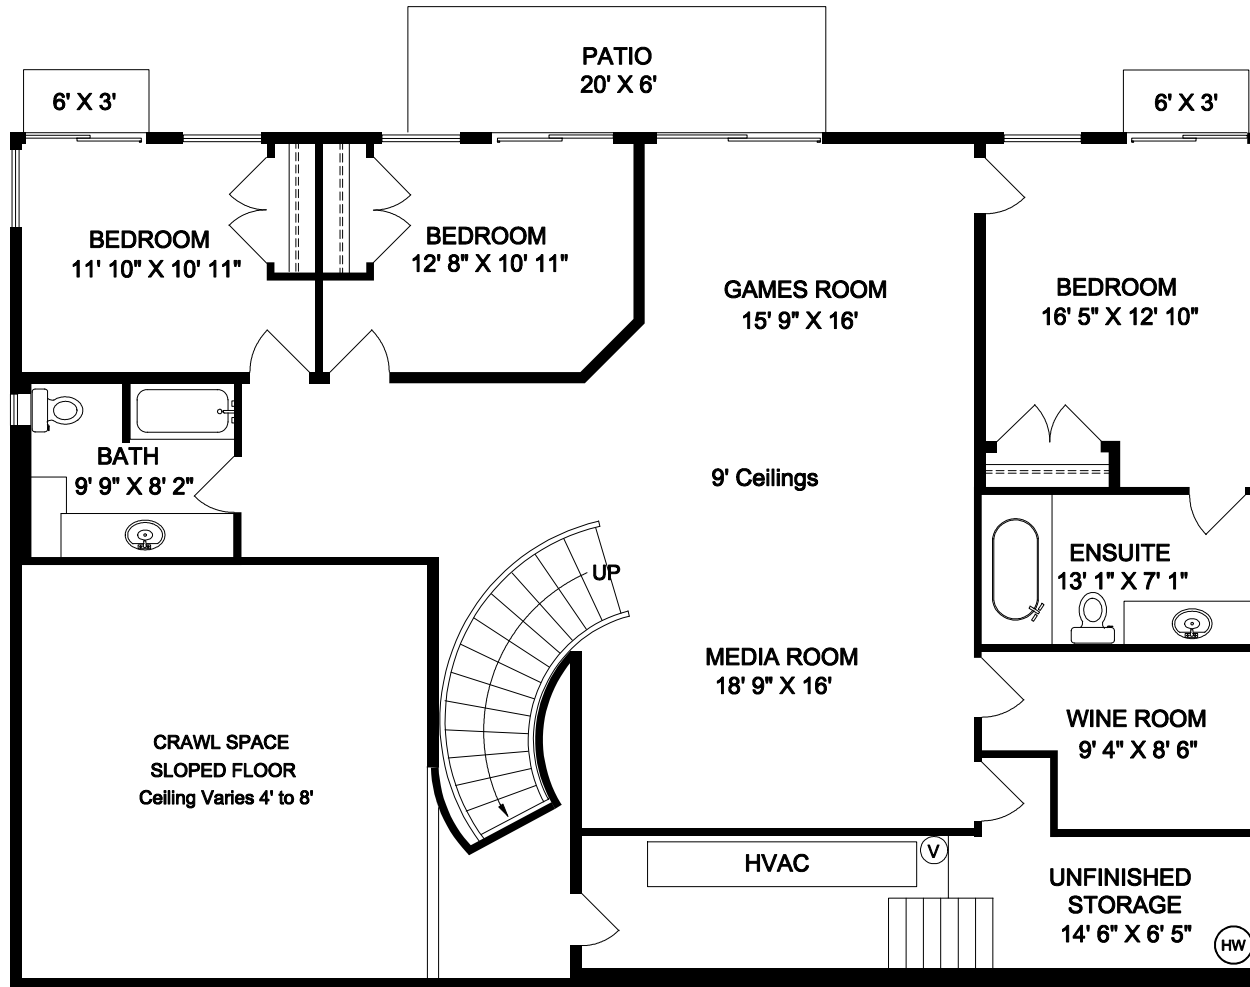 PATIO
20' X 6'
6' X 3'
6' X 3'
BEDROOM
11' 10" X 10' 11"
BEDROOM
12' 8" X 10' 11"
GAMES ROOM
15' 9" X 16'
BEDROOM
16' 5" X 12' 10"
BATH
9' 9" X 8' 2"
9' Ceilings
ENSUITE
13' 1" X 7' 1"
UP
MEDIA ROOM
18' 9" X 16'
WINE ROOM
9' 4" X 8' 6"
CRAWL SPACE
SLOPED FLOOR
Ceiling Varies 4' to 8'
HVAC
V
UNFINISHED
STORAGE
14' 6" X 6' 5"
HW